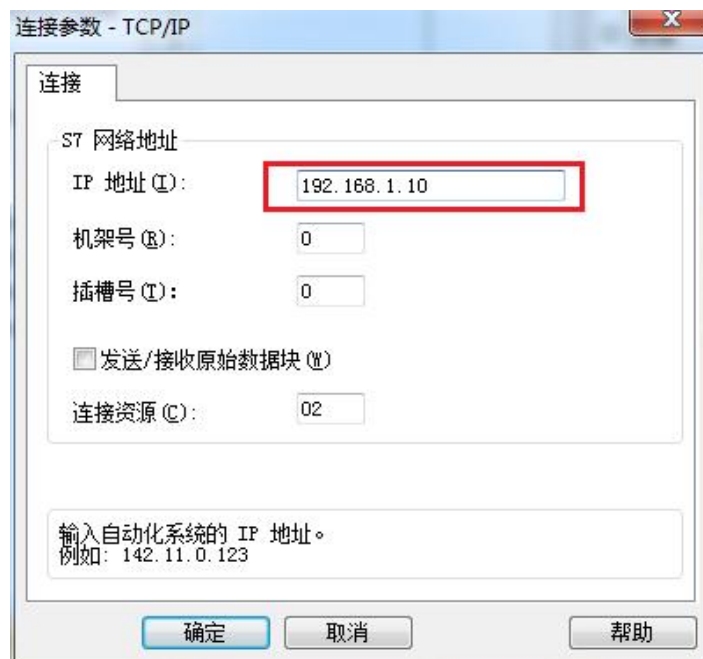 连接参数 - TCP/IP
连接
S7 网络地址
IP 地址(I):
192.168.1.10
机架号(R):
0
插槽号(T):
0
发送/接收原始数据块(W)
连接资源(C):
02
输入自动化系统的 IP 地址。
例如: 142.11.0.123
确定
取消
帮助